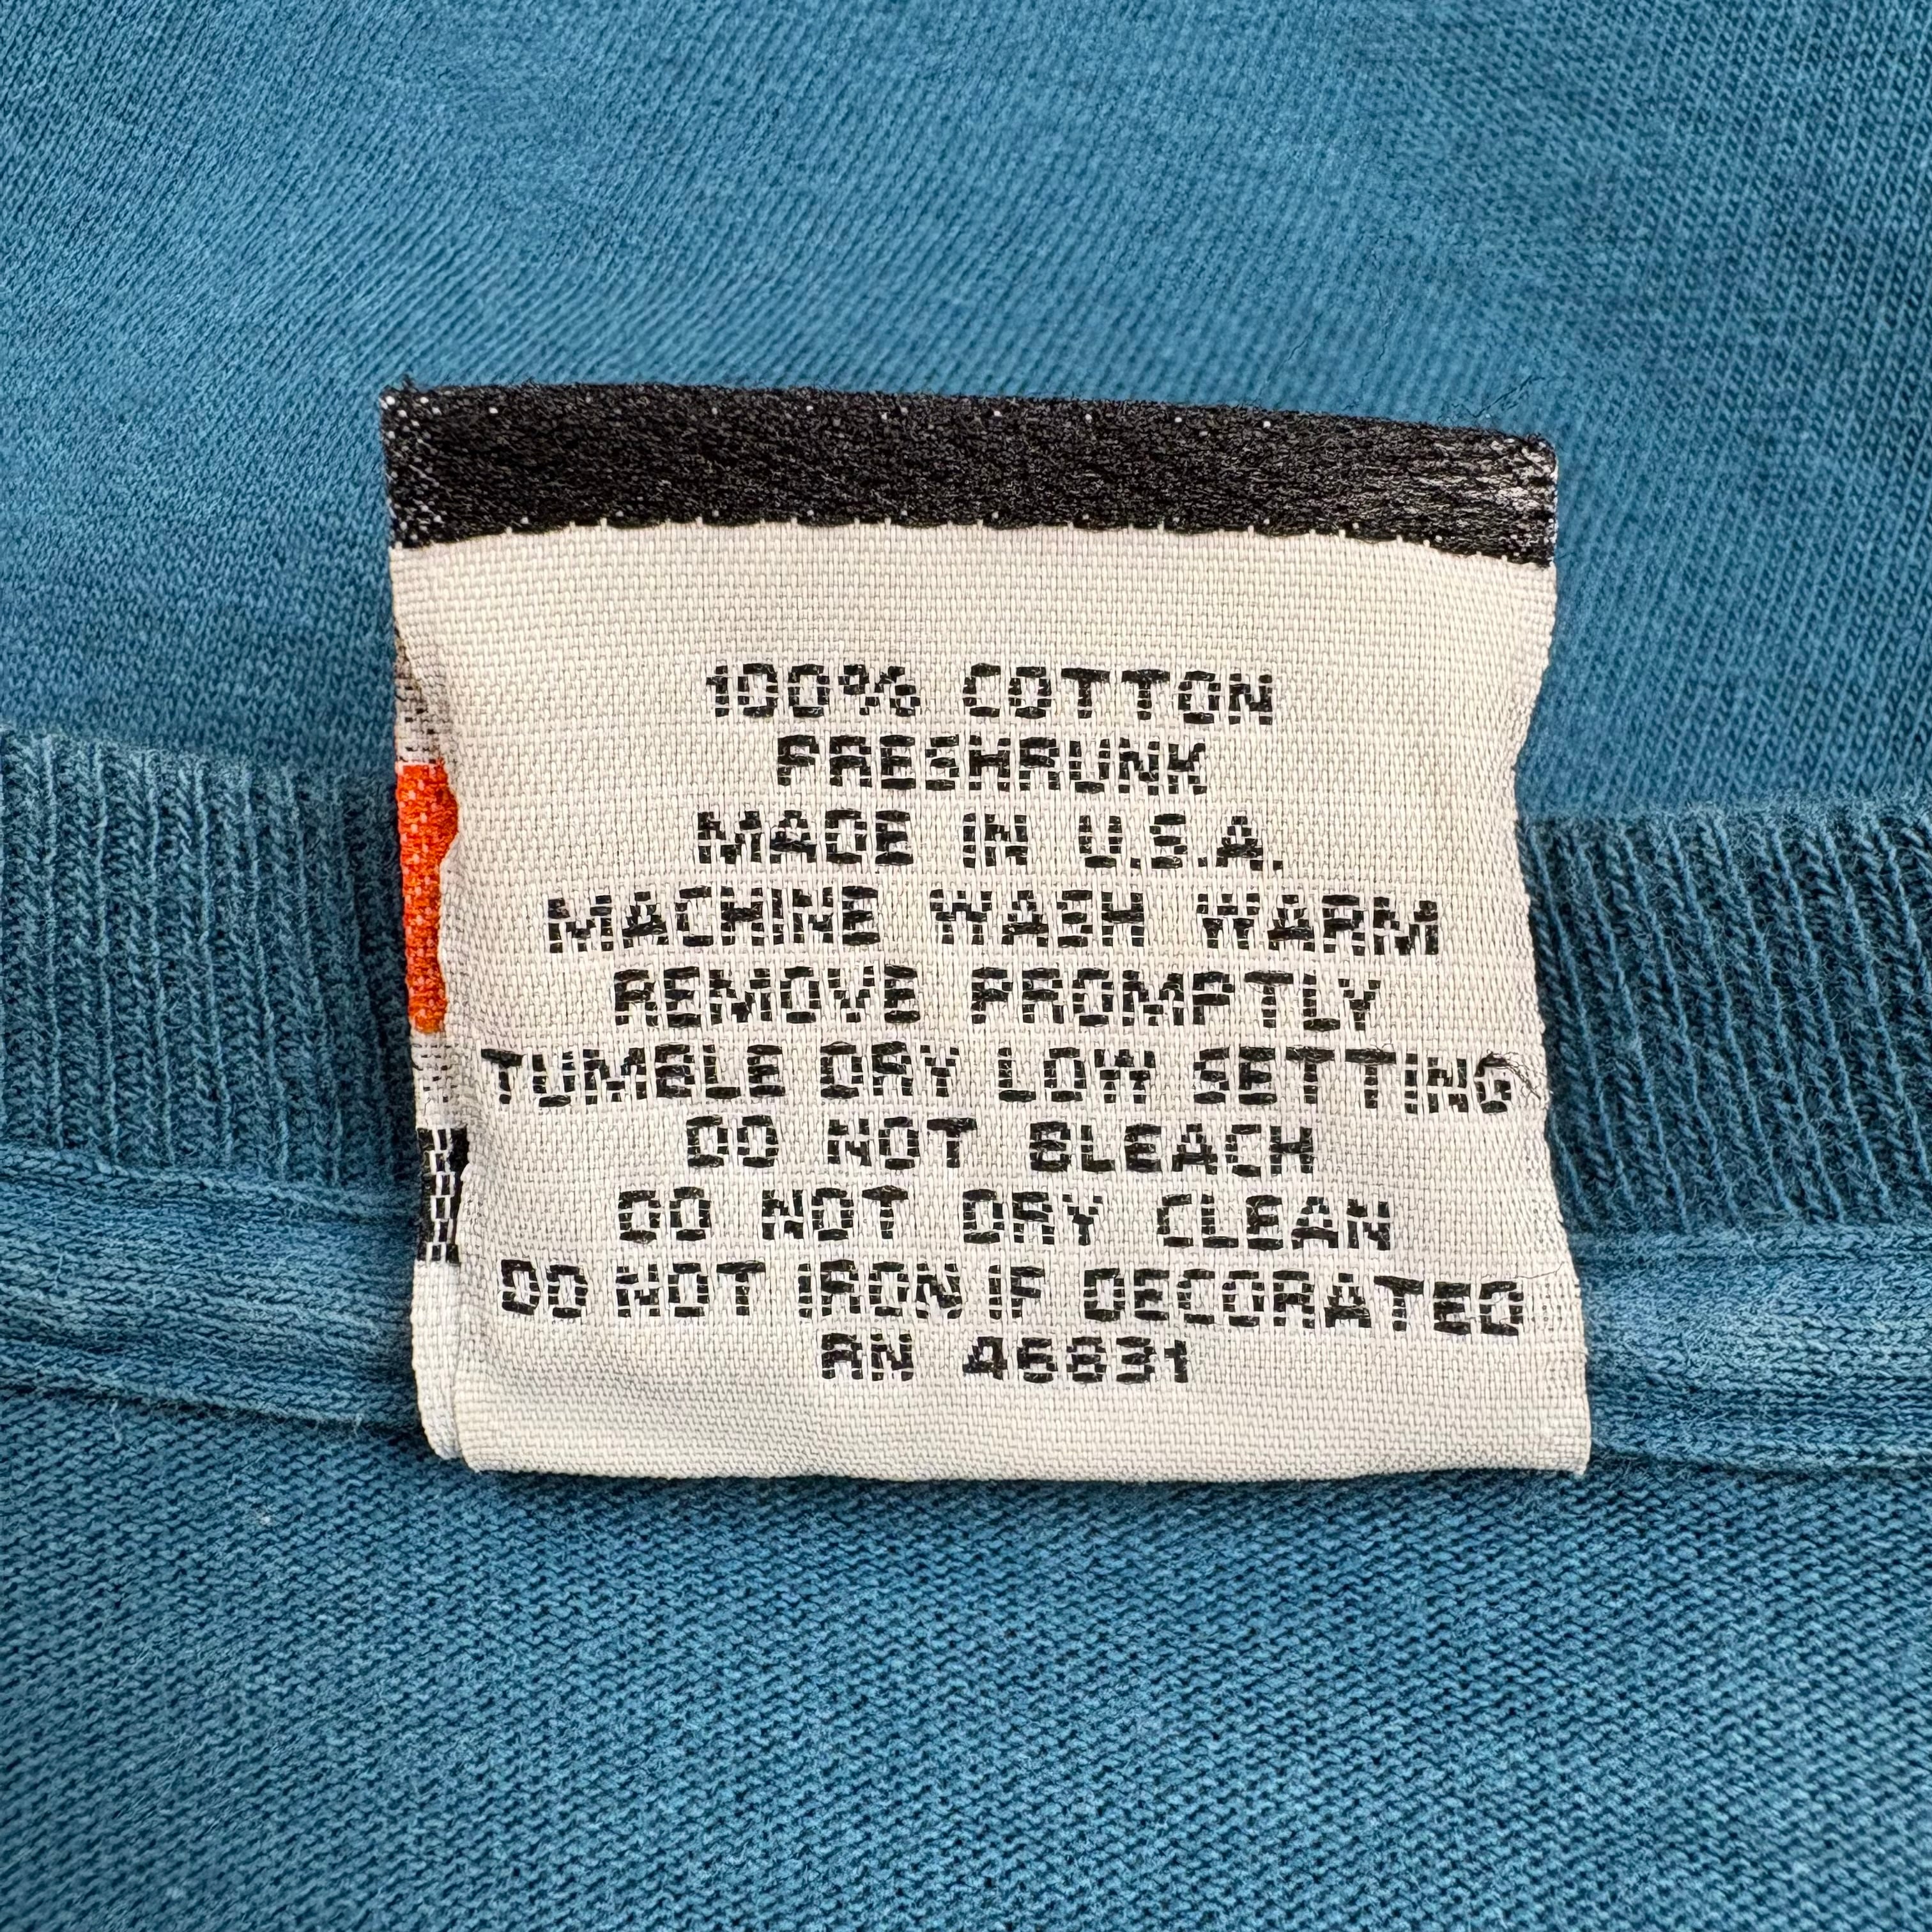 100% COTTON
PRESHRUNK
MADE IN U.S.A.
MACHINE WASH WARM
REMOVE PROMPTLY
TUMBLE DRY LOW SETTING
DO NOT BLEACH
DO NOT DRY CLEAN
DO NOT IRON IF DECORATED
RN 46831